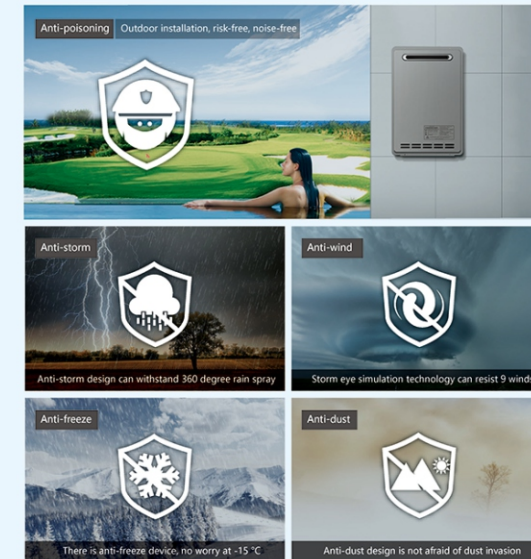 Anti-poisoning Outdoor installation, risk-free, noise-free
Anti-storm
Anti-storm design can withstand 360 degree rain spray
Anti-wind
Storm eye simulation technology can resist 9 winds
Anti-freeze
There is anti-freeze device, no worry at -15 °C
Anti-dust
Anti-dust design is not afraid of dust invasion